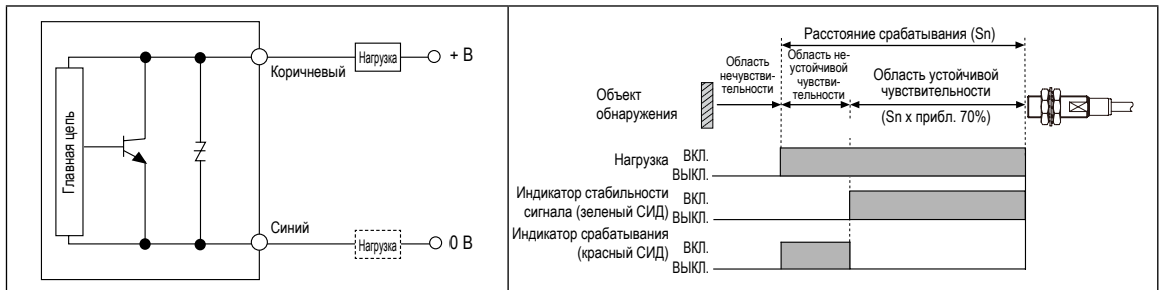 Главная цепь
Коричневый
Нагрузка
+ В
Синий
Нагрузка
0 В
Расстояние срабатывания (Sn)
Область
нечувстви-
тельности
Область не-
устойчивой
чувстви-
тельности
Область устойчивой
чувствительности
(Sn x прибл. 70%)
Объект
обнаружения
Нагрузка
ВКЛ.
ВЫКЛ.
Индикатор стабильности
сигнала (зеленый СИД)
ВКЛ.
ВЫКЛ.
Индикатор срабатывания
(красный СИД)
ВКЛ.
ВЫКЛ.